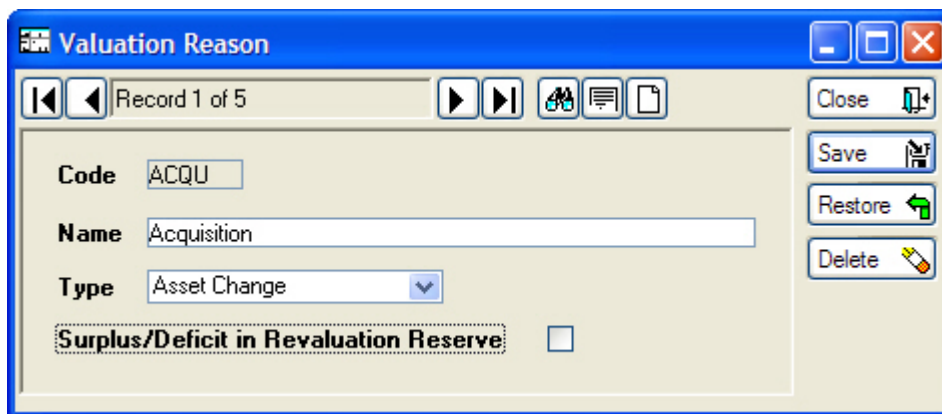 Valuation Reason
Record 1 of 5
Close
Save
Restore
Delete
Code ACQU
Name Acquisition
Type Asset Change
Surplus/Deficit in Revaluation Reserve